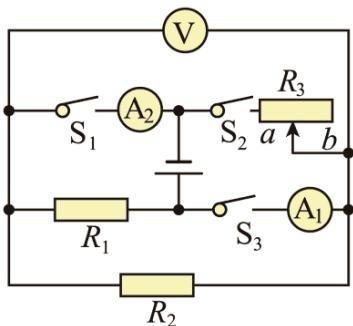 V
S₁ A₂ S₂ a R₃ b
R₁ S₃ A₁
R₂